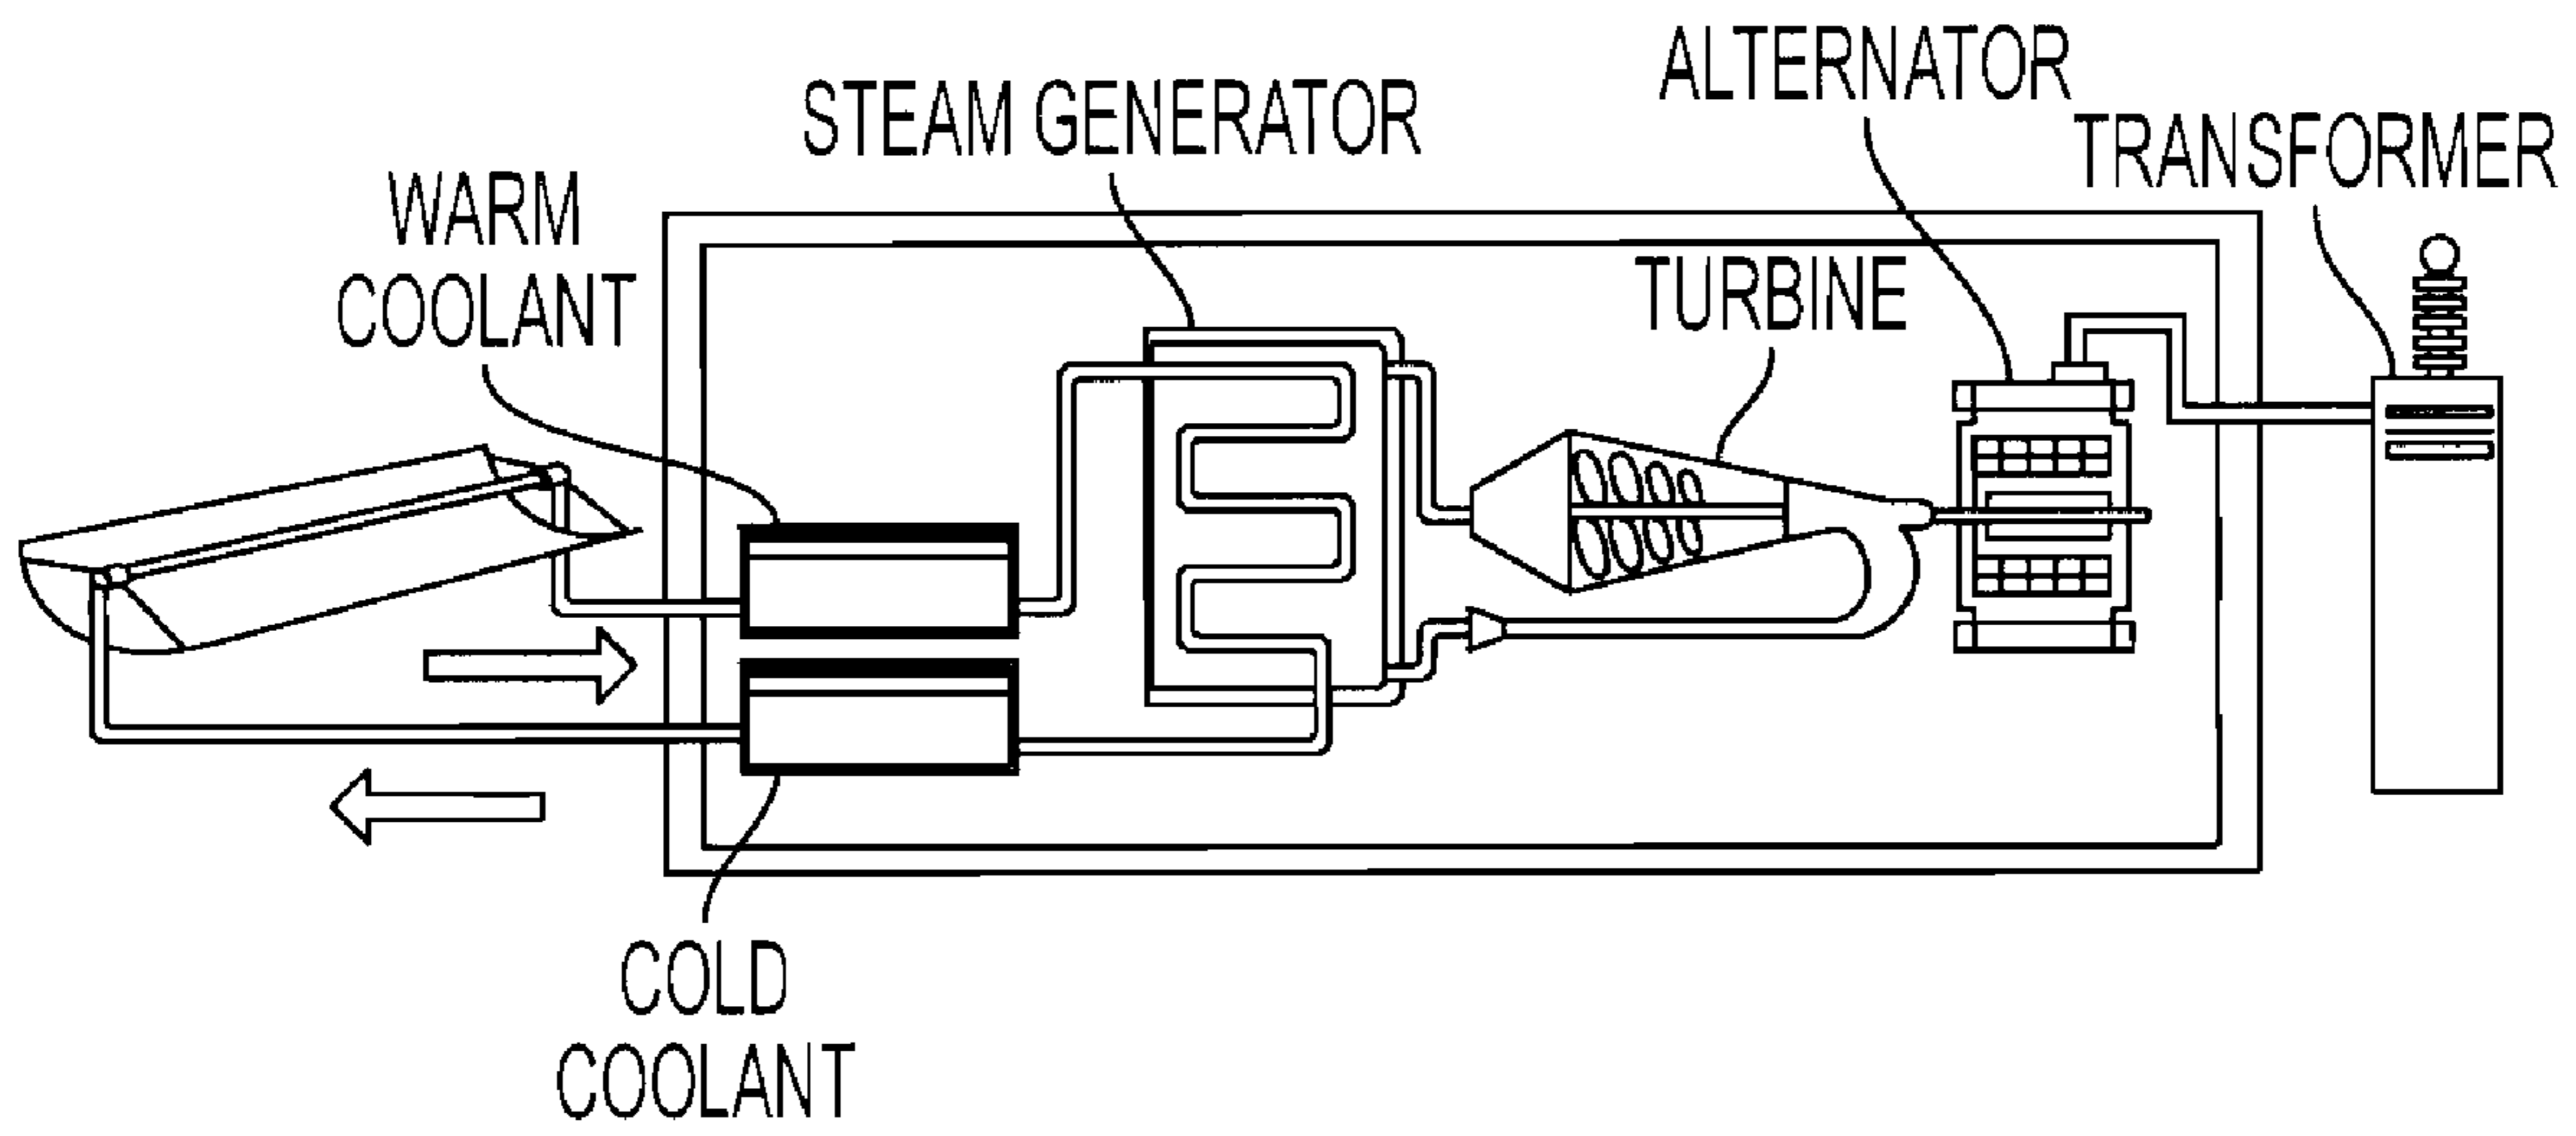 ALTERNATOR
STEAM GENERATOR
TRANSFORMER
WARM
COOLANT
TURBINE
COLD
COOLANT